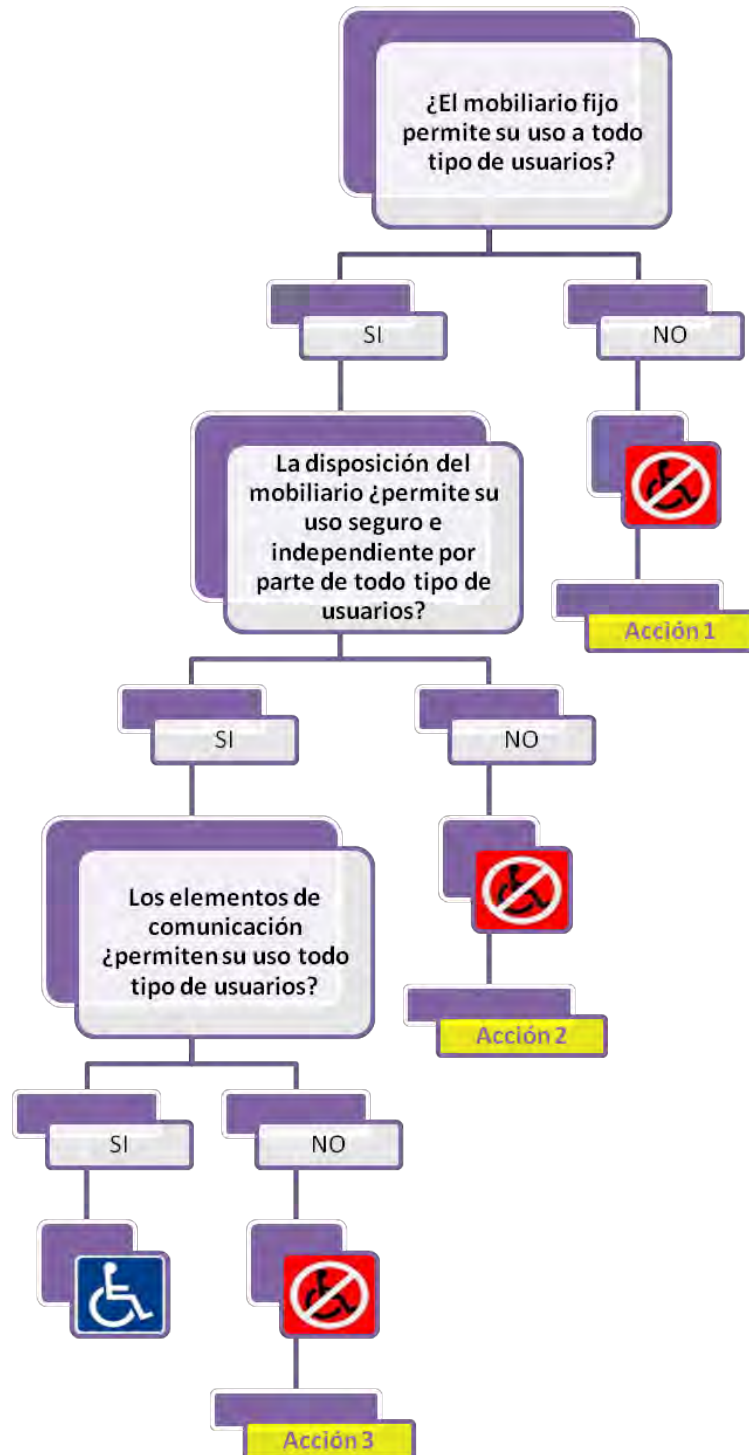 ¿El mobiliario fijo
permite su uso a todo
tipo de usuarios?
SI
NO
La disposición del
mobiliario ¿permite su
uso seguro e
independiente por
parte de todo tipo de
usuarios?
Acción 1
SI
NO
Los elementos de
comunicación
¿permiten su uso todo
tipo de usuarios?
Acción 2
SI
NO
Acción 3